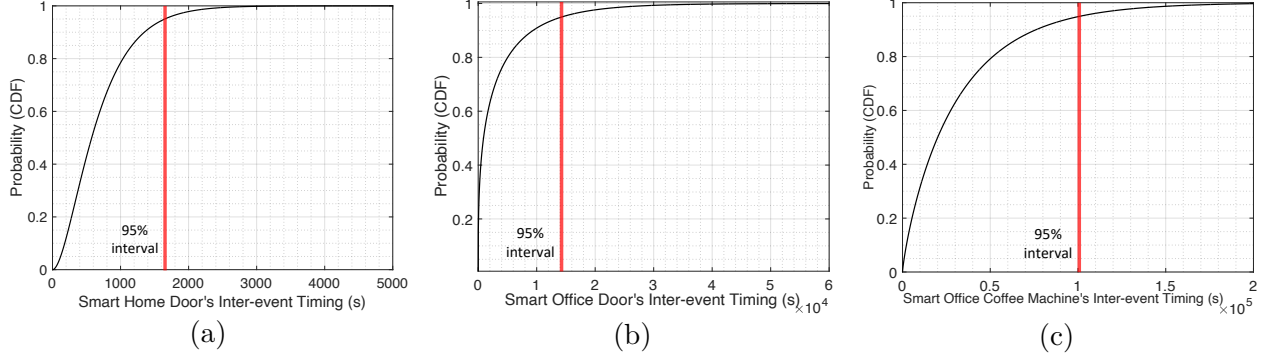 Probability (CDF)
1
0.8
0.6
0.4
0.2
0
95%
interval
0 1000 2000 3000 4000 5000
Smart Home Door's Inter-event Timing (s)
(a)
Probability (CDF)
1
0.8
0.6
0.4
0.2
95%
interval
0 1 2 3 4 5 6
Smart Office Door's Inter-event Timing (s)
×10⁴
(b)
Probability (CDF)
1
0.8
0.6
0.4
0.2
0
95%
interval
0 0.5 1 1.5 2
Smart Office Coffee Machine's Inter-event Timing (s)
×10⁵
(c)